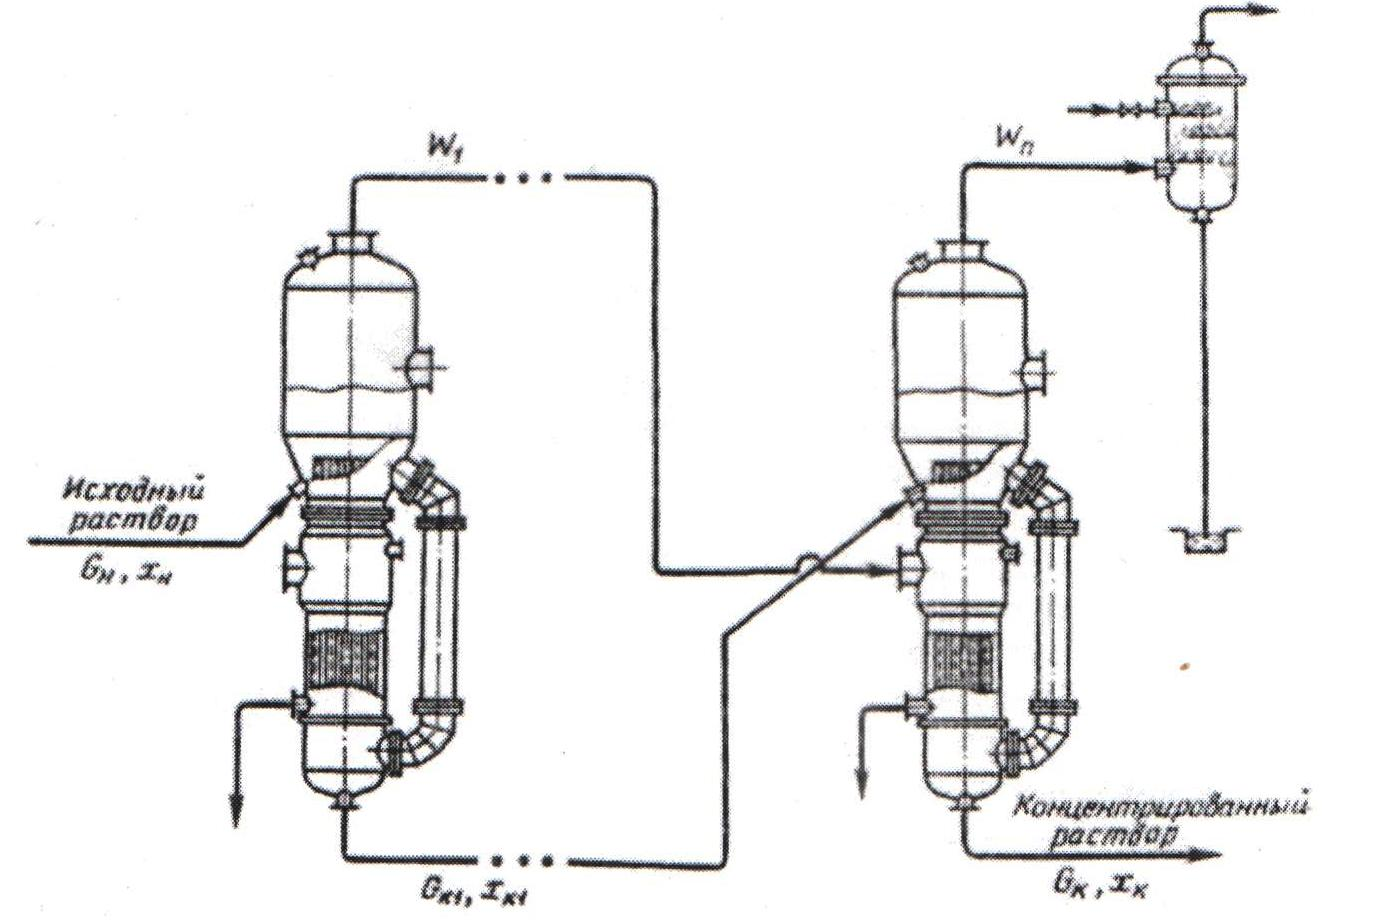 W₁
Wₙ
Исходный
раствор
Gн, xн
Концентрированный
раствор
Gк1, xк1
Gк, xк